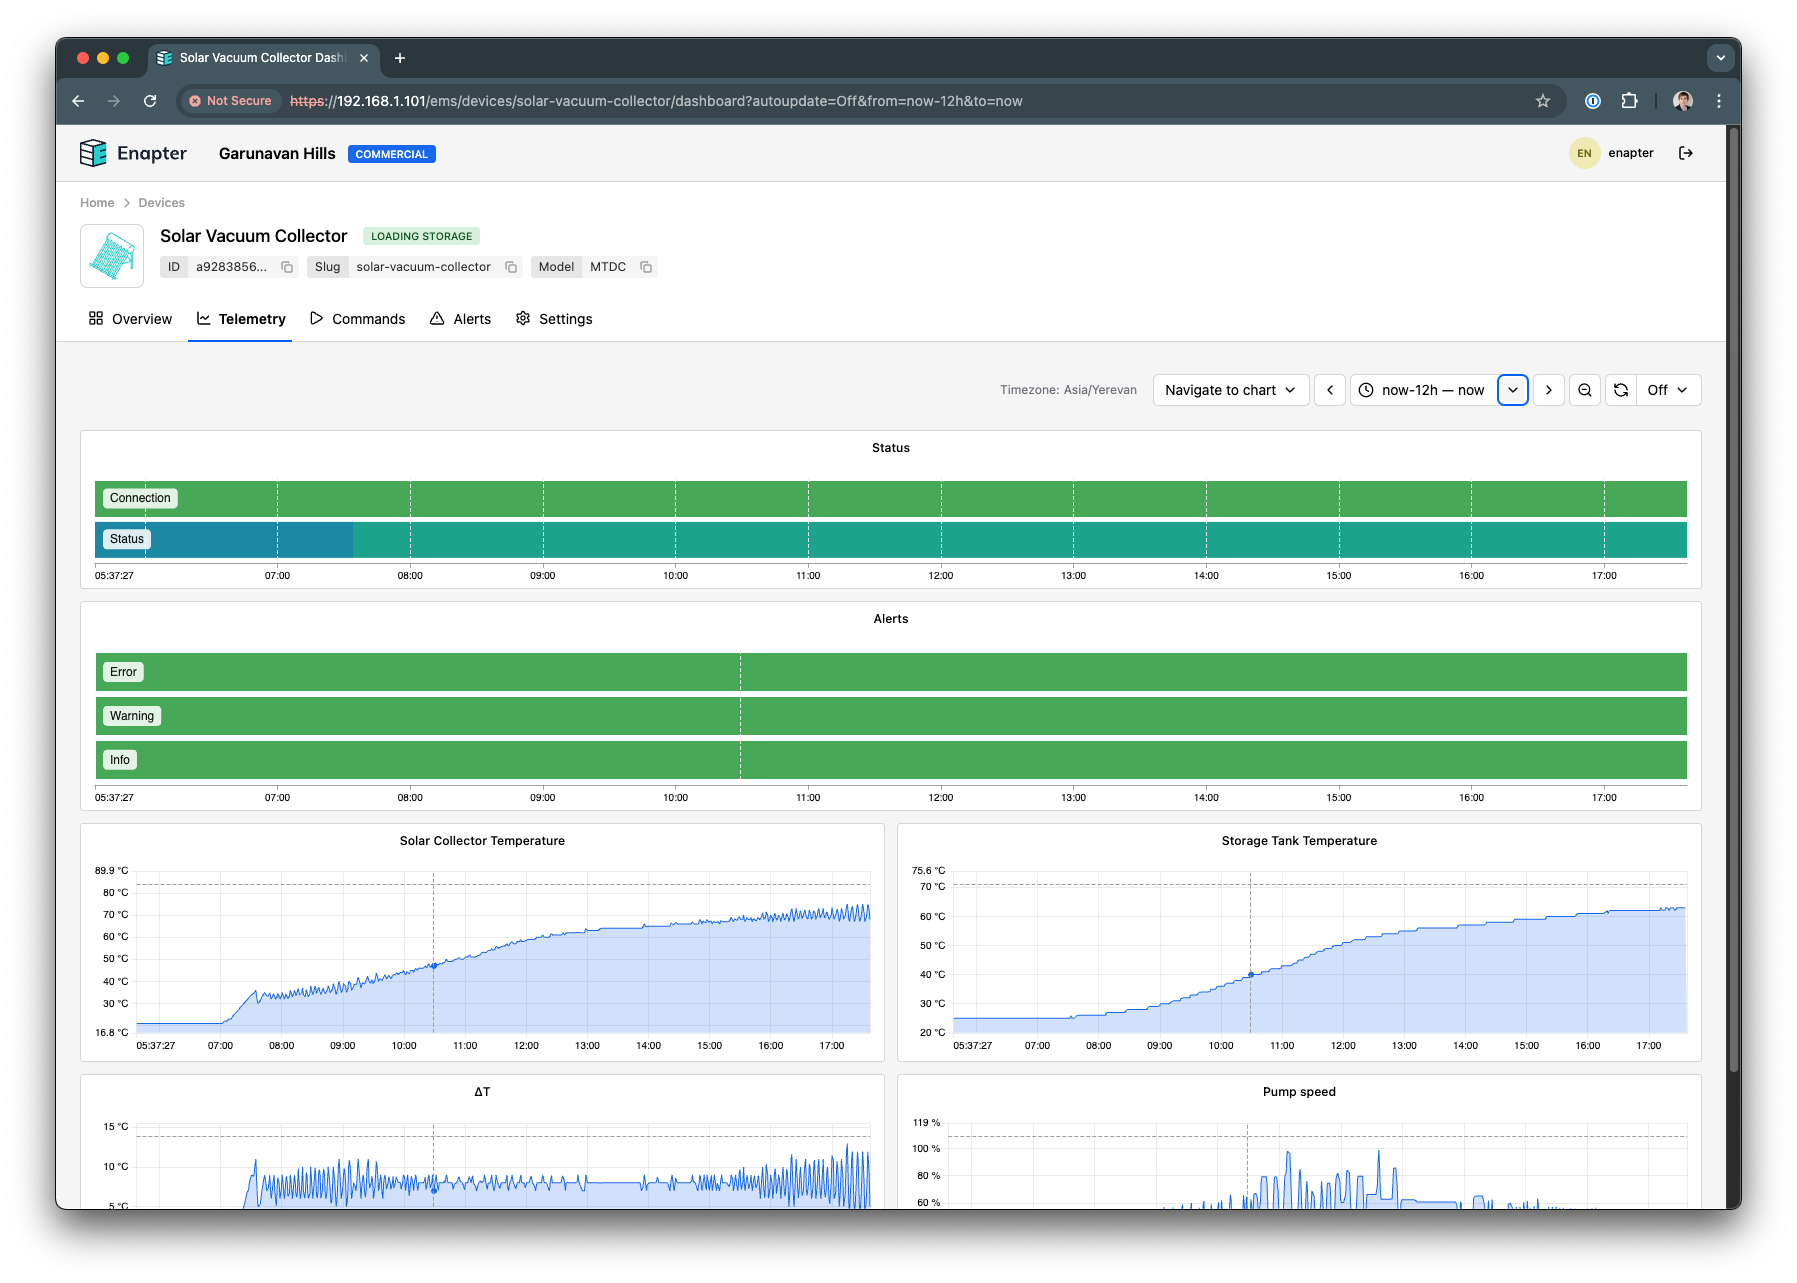 Solar Vacuum Collector Dash
Not Secure https://192.168.1.101/ems/devices/solar-vacuum-collector/dashboard?autoupdate=Off&from=now-12h&to=now
Enapter Garunavan Hills COMMERCIAL EN enapter
Home Devices
Solar Vacuum Collector LOADING STORAGE
ID a9283856... Slug solar-vacuum-collector Model MTDC
Overview Telemetry Commands Alerts Settings
Timezone: Asia/Yerevan Navigate to chart now-12h — now Off
Status
Connection
Status
05:37:27 07:00 08:00 09:00 10:00 11:00 12:00 13:00 14:00 15:00 16:00 17:00
Alerts
Error
Warning
Info
05:37:27 07:00 08:00 09:00 10:00 11:00 12:00 13:00 14:00 15:00 16:00 17:00
Solar Collector Temperature
89.9 °C
80 °C
70 °C
60 °C
50 °C
40 °C
30 °C
16.8 °C
05:37:27 07:00 08:00 09:00 10:00 11:00 12:00 13:00 14:00 15:00 16:00 17:00
Storage Tank Temperature
75.6 °C
70 °C
60 °C
50 °C
40 °C
30 °C
20 °C
05:37:27 07:00 08:00 09:00 10:00 11:00 12:00 13:00 14:00 15:00 16:00 17:00
ΔT
15 °C
10 °C
5 °C
Pump speed
119 %
100 %
80 %
60 %